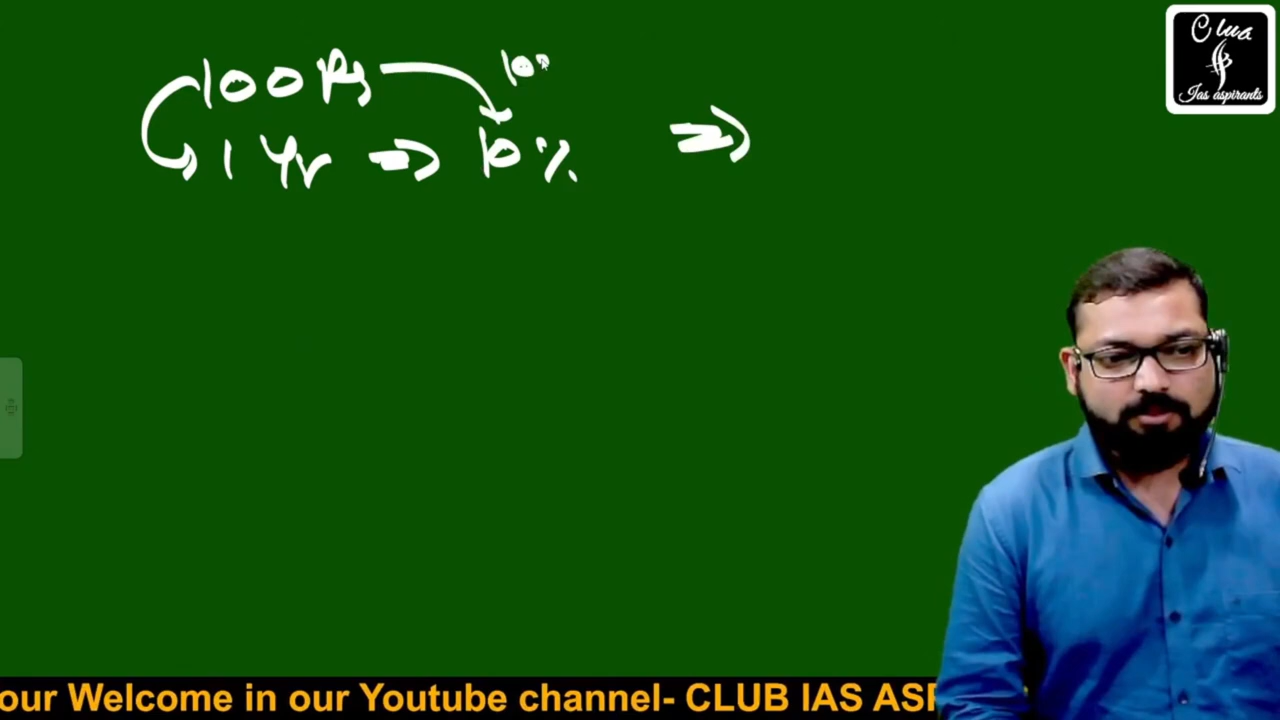 100 Rs
100
1 Yr ⇒ 10% ⇒
Club
Ias aspirants
our Welcome in our Youtube channel- CLUB IAS ASP